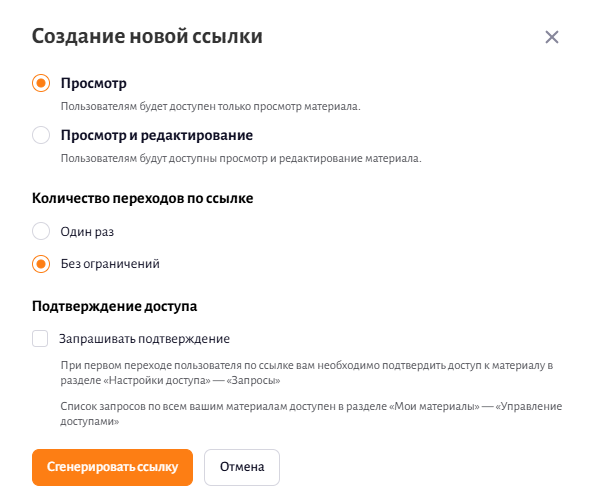 Создание новой ссылки
Просмотр
Пользователям будет доступен только просмотр материала.
Просмотр и редактирование
Пользователям будут доступны просмотр и редактирование материала.
Количество переходов по ссылке
Один раз
Без ограничений
Подтверждение доступа
Запрашивать подтверждение
При первом переходе пользователя по ссылке вам необходимо подтвердить доступ к материалу в
разделе «Настройки доступа» — «Запросы»
Список запросов по всем вашим материалам доступен в разделе «Мои материалы» — «Управление
доступами»
Сгенерировать ссылку
Отмена